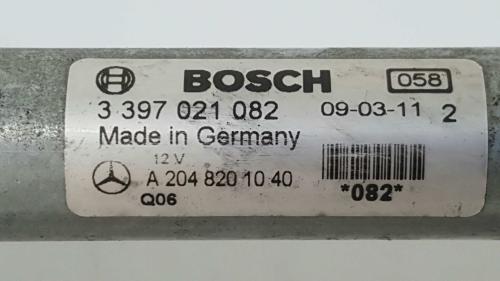 BOSCH 058
3 397 021 082 09-03-11 2
Made in Germany
12 V
A 204 820 10 40
Q06 *082*